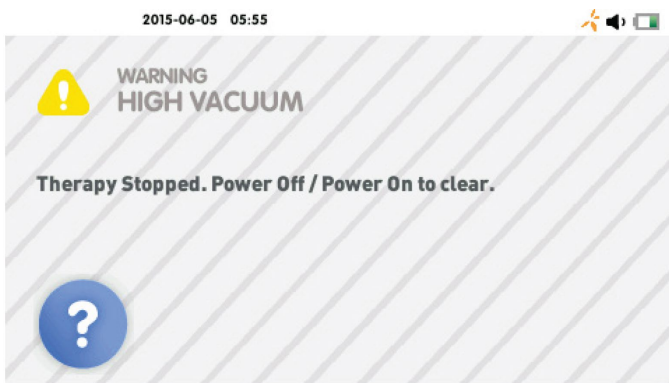 2015-06-05 05:55
WARNING
HIGH VACUUM
Therapy Stopped. Power Off / Power On to clear.
?